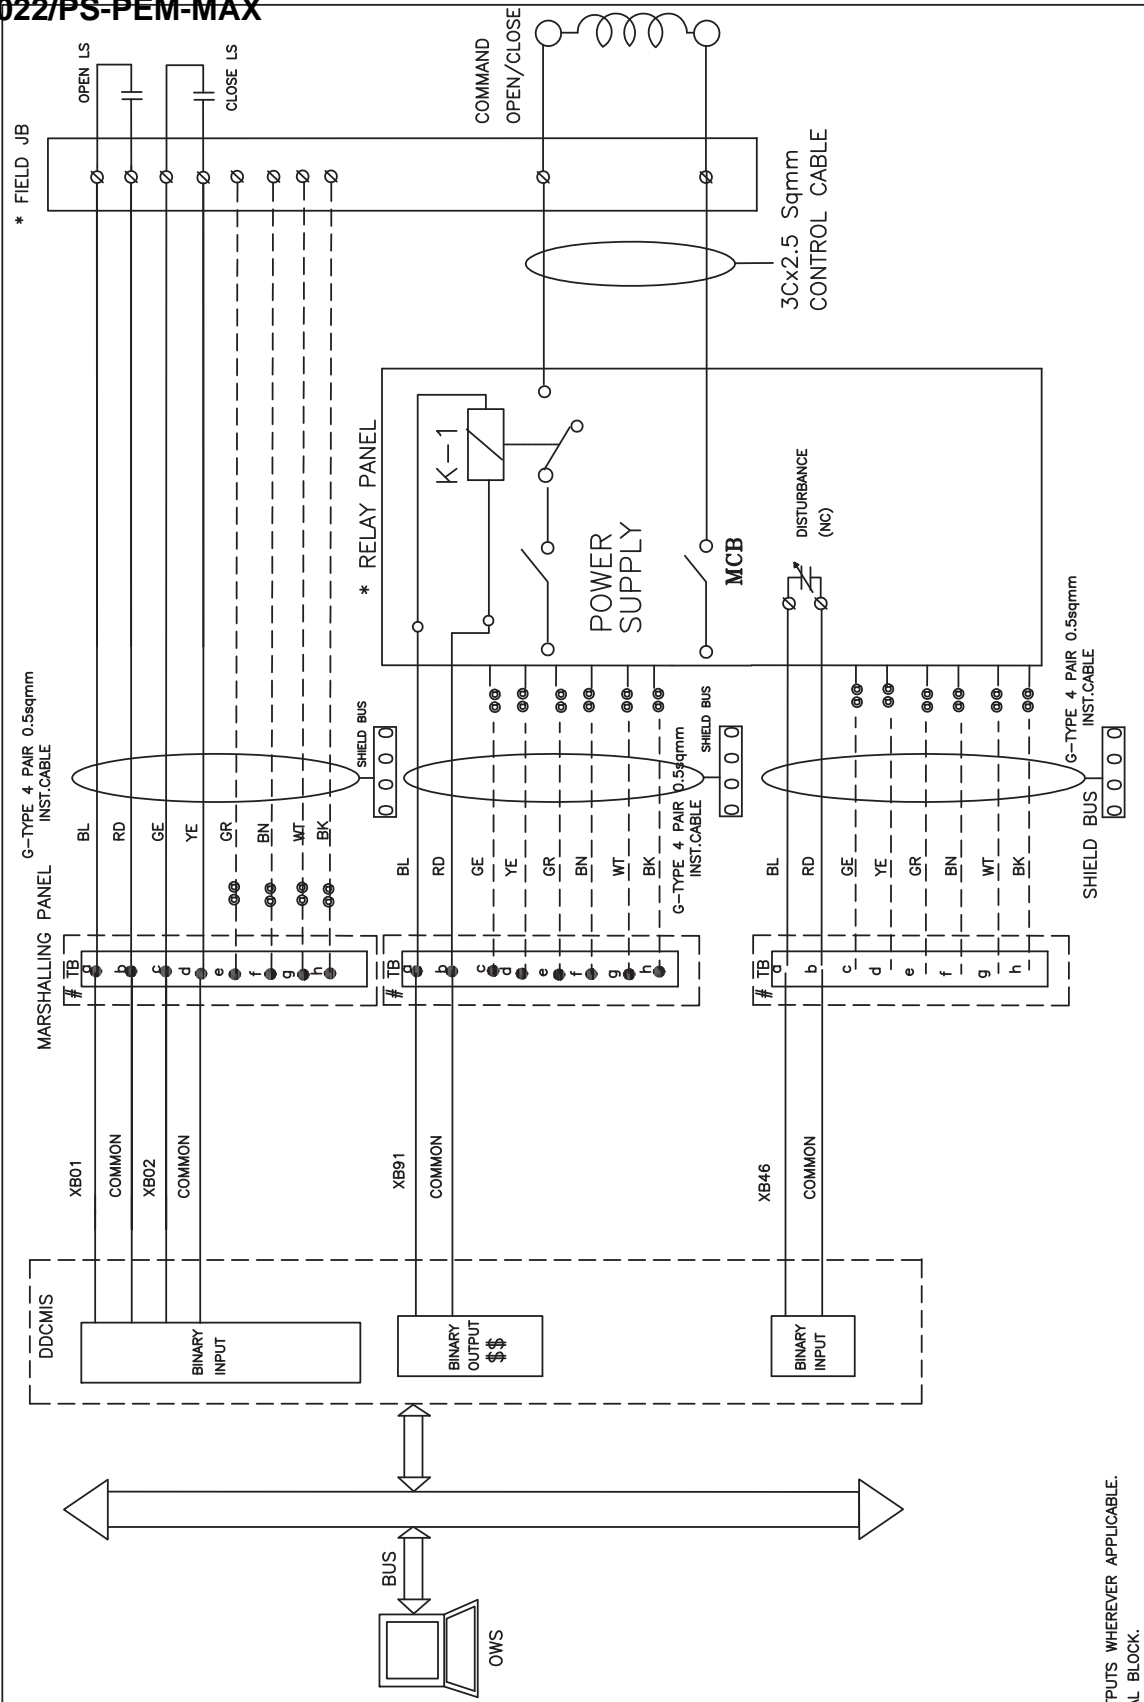 022/PS-PEM-MAX
* FIELD JB
OPEN LS
CLOSE LS
COMMAND
OPEN/CLOSE
3Cx2.5 Sqmm
CONTROL CABLE
* RELAY PANEL
K-1
POWER
SUPPLY
MCB
DISTURBANCE
(NC)
G-TYPE 4 PAIR 0.5sqmm
INST.CABLE
SHIELD BUS
G-TYPE 4 PAIR 0.5sqmm
INST.CABLE
SHIELD BUS
G-TYPE 4 PAIR 0.5sqmm
INST.CABLE
SHIELD BUS
BL
RD
GE
YE
GR
BN
WT
BK
BL
RD
GE
YE
GR
BN
WT
BK
BL
RD
GE
YE
GR
BN
WT
BK
MARSHALLING PANEL
# TB
a
b
c
d
e
f
g
h
# TB
a
b
c
d
e
f
g
h
# TB
a
b
c
d
e
f
g
h
XB01
COMMON
XB02
COMMON
XB91
COMMON
XB46
COMMON
DDCMIS
BINARY
INPUT
BINARY
OUTPUT
$$
BINARY
INPUT
BUS
OWS
TPUTS WHEREVER APPLICABLE.
AL BLOCK.